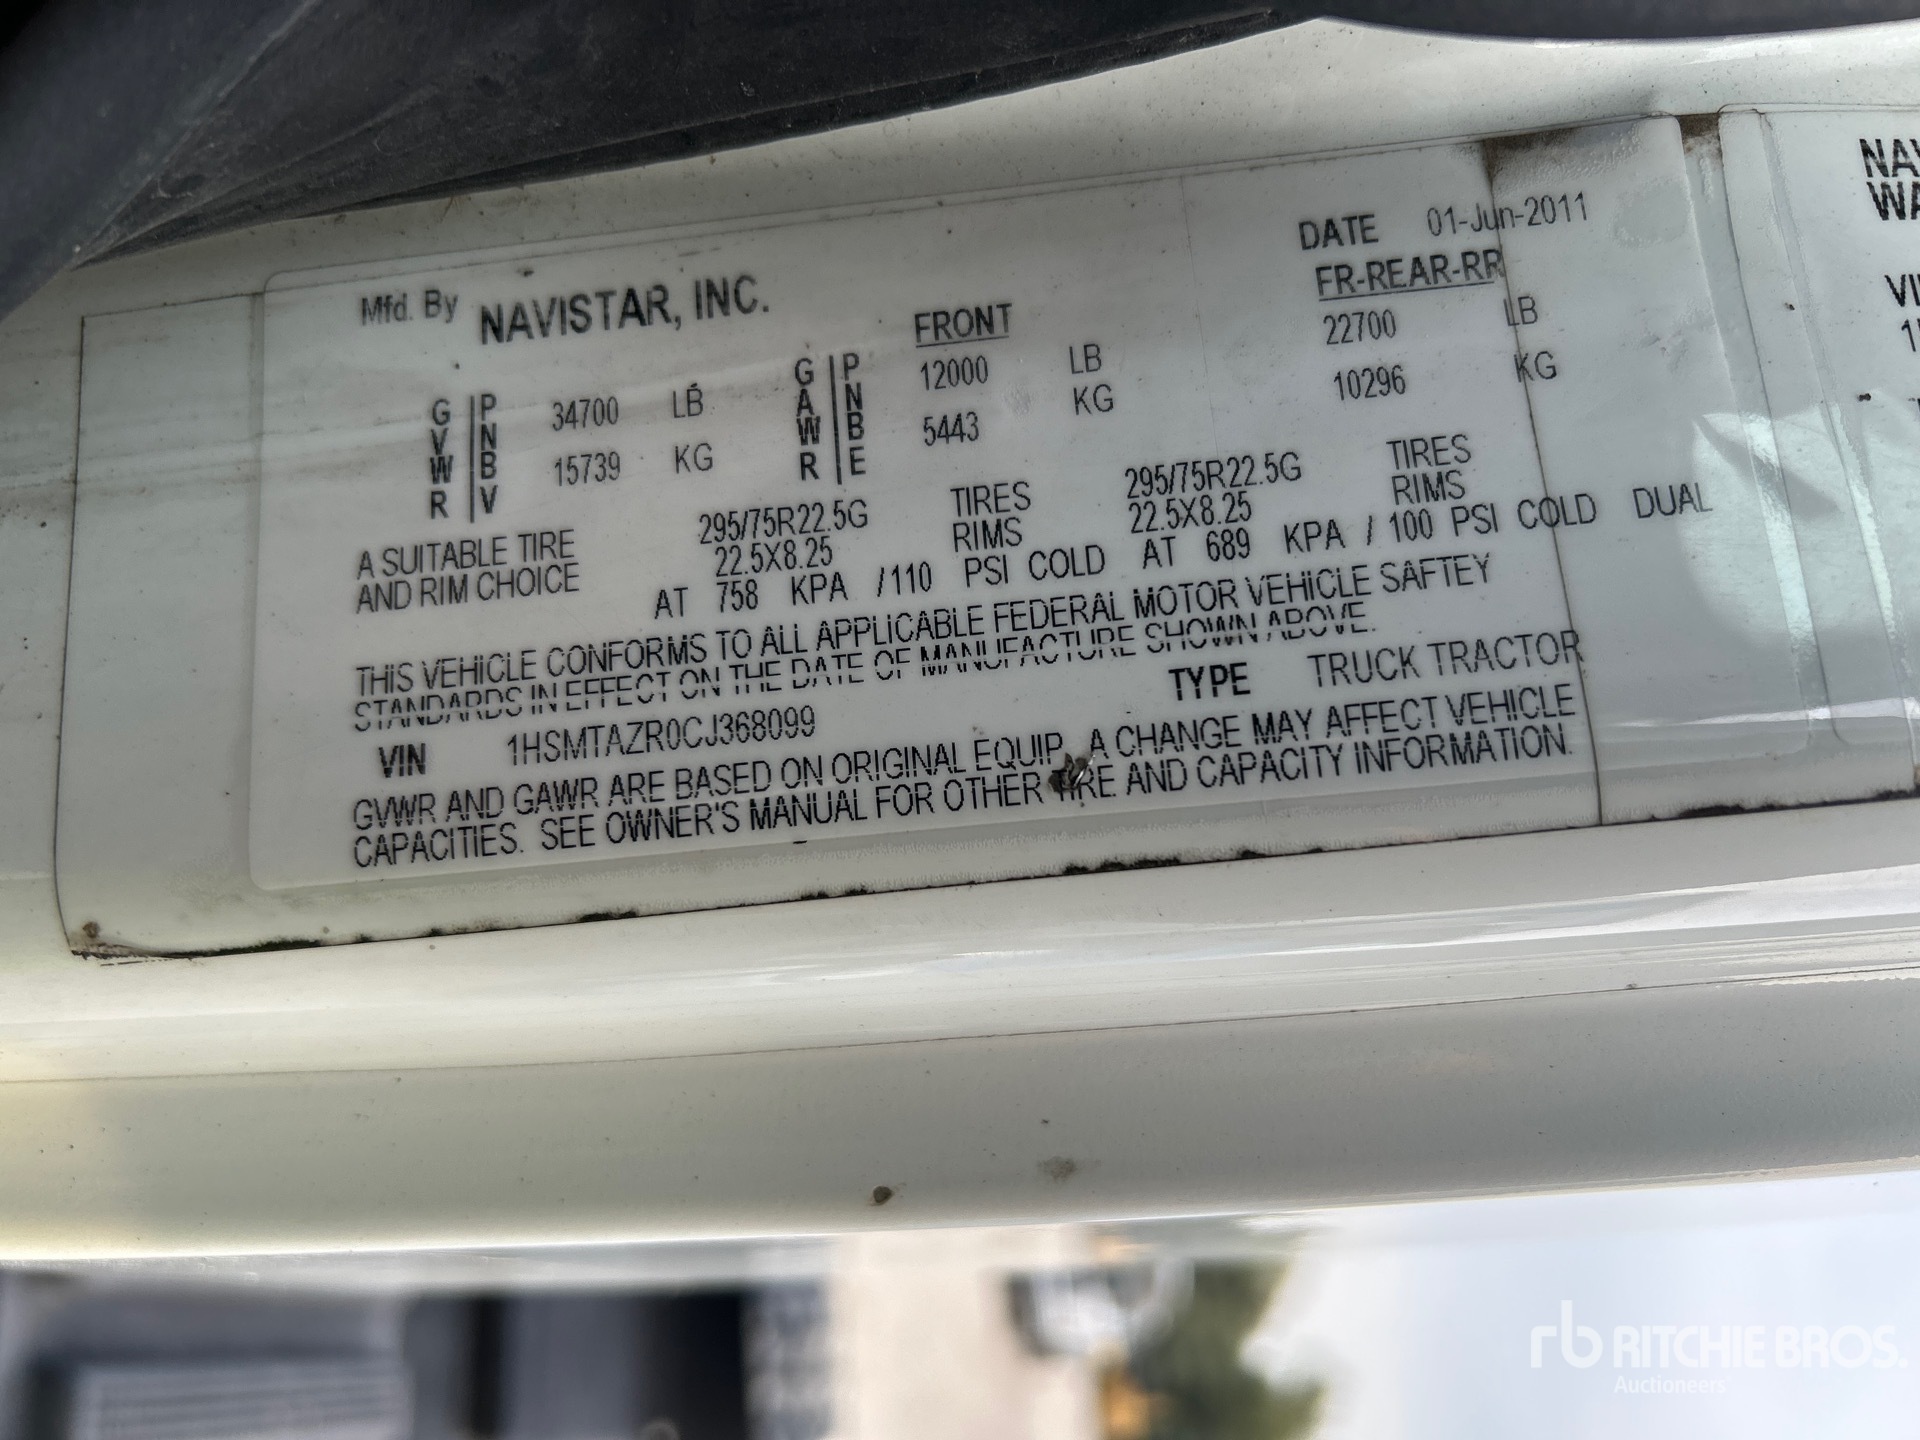 Mfd. By NAVISTAR, INC.
DATE 01-Jun-2011
FRONT FR-REAR-RR
GVWR PNBV 34700 LB GAWR PNBE 12000 LB 22700 LB
15739 KG 5443 KG 10296 KG
A SUITABLE TIRE 295/75R22.5G TIRES 295/75R22.5G TIRES
AND RIM CHOICE 22.5X8.25 RIMS 22.5X8.25 RIMS
AT 758 KPA /110 PSI COLD AT 689 KPA / 100 PSI COLD DUAL
THIS VEHICLE CONFORMS TO ALL APPLICABLE FEDERAL MOTOR VEHICLE SAFTEY
STANDARDS IN EFFECT ON THE DATE OF MANUFACTURE SHOWN ABOVE.
VIN 1HSMTAZR0CJ368099 TYPE TRUCK TRACTOR
GVWR AND GAWR ARE BASED ON ORIGINAL EQUIP. A CHANGE MAY AFFECT VEHICLE
CAPACITIES. SEE OWNER'S MANUAL FOR OTHER TIRE AND CAPACITY INFORMATION.
rb RITCHIE BROS.
Auctioneers